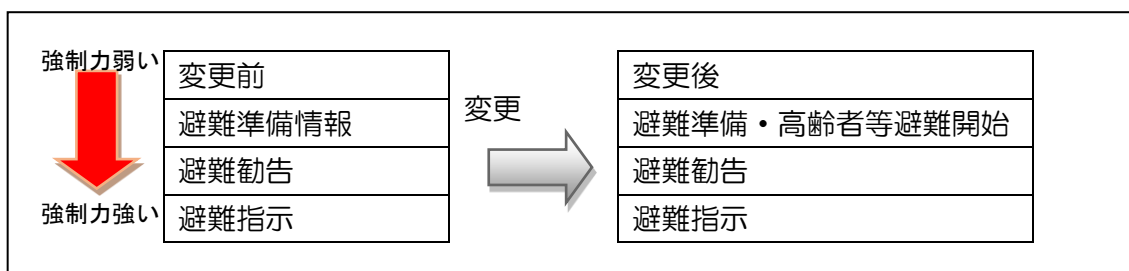 強制力弱い
変更前
避難準備情報
避難勧告
避難指示
強制力強い
変更
変更後
避難準備・高齢者等避難開始
避難勧告
避難指示